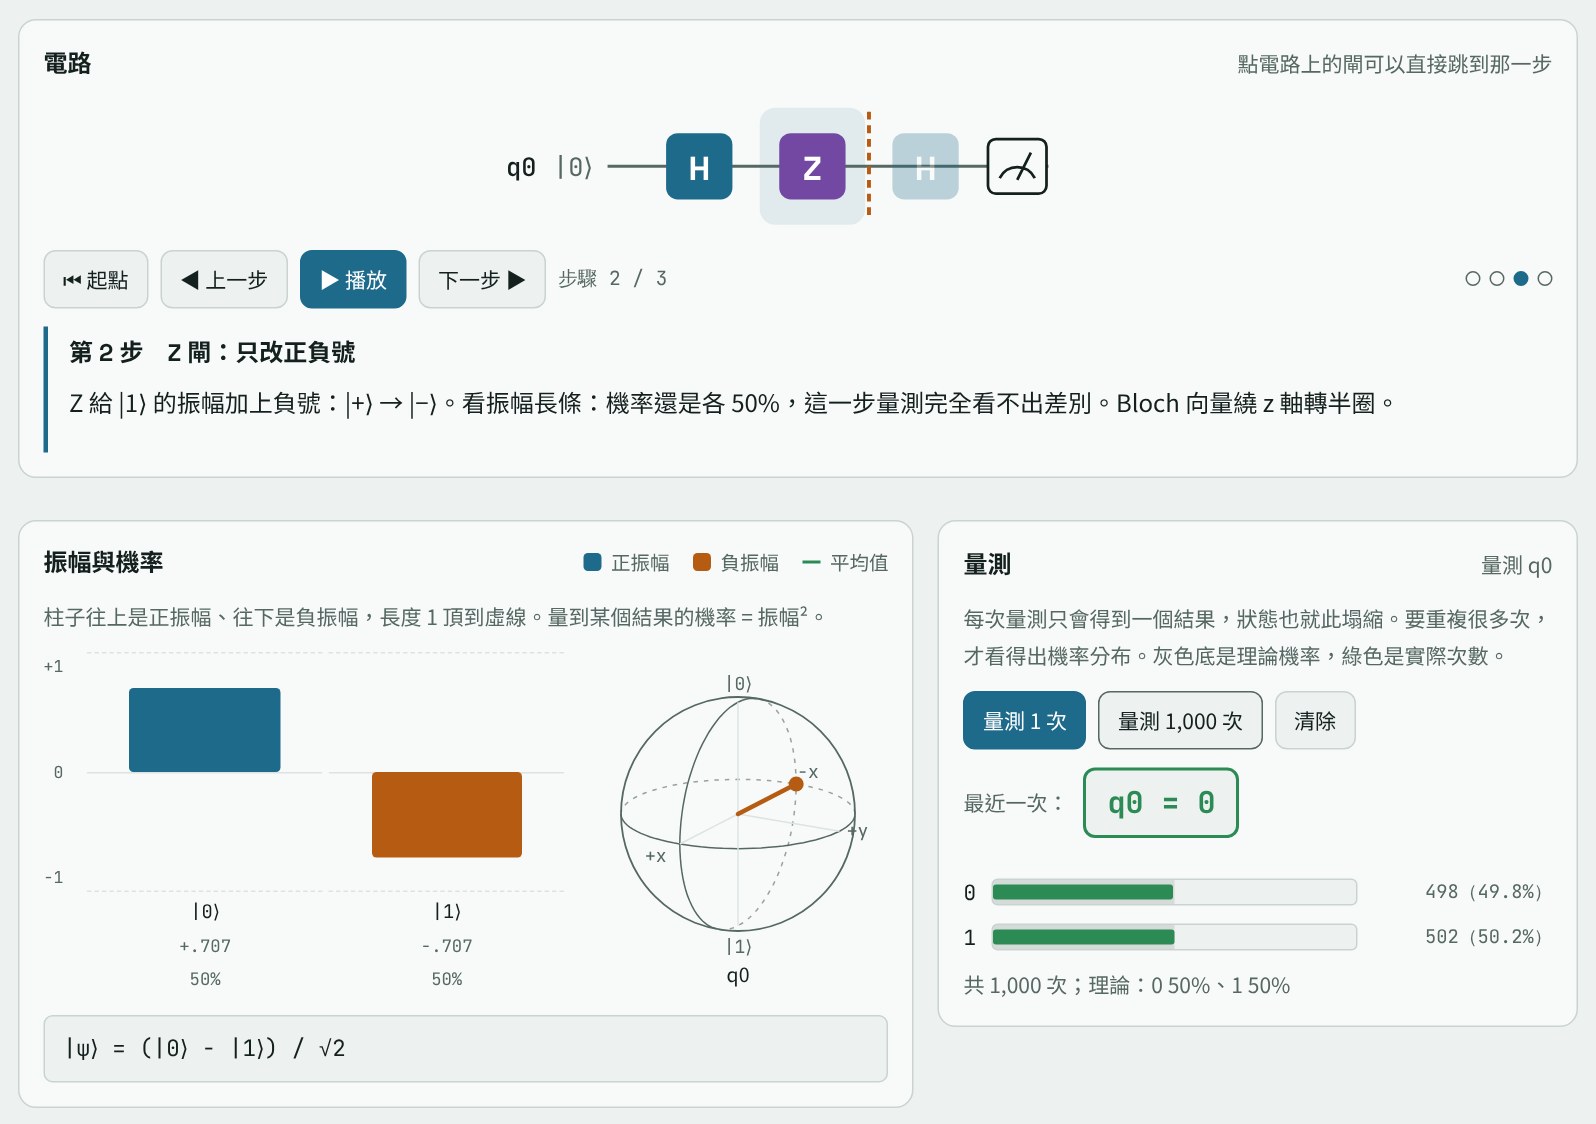 電路
點電路上的閘可以直接跳到那一步
q0 |0⟩ H Z H
⏮ 起點 ◀ 上一步 ▶ 播放 下一步 ▶ 步驟 2 / 3
第 2 步　Z 閘：只改正負號
Z 給 |1⟩ 的振幅加上負號：|+⟩ → |−⟩。看振幅長條：機率還是各 50%，這一步量測完全看不出差別。Bloch 向量繞 z 軸轉半圈。
振幅與機率
正振幅 負振幅 平均值
柱子往上是正振幅、往下是負振幅，長度 1 頂到虛線。量到某個結果的機率 = 振幅²。
+1
0
-1
|0⟩ |1⟩
+.707 -.707
50% 50%
|0⟩
-x
+y
+x
|1⟩
q0
|ψ⟩ = (|0⟩ - |1⟩) / √2
量測
量測 q0
每次量測只會得到一個結果，狀態也就此塌縮。要重複很多次，
才看得出機率分布。灰色底是理論機率，綠色是實際次數。
量測 1 次 量測 1,000 次 清除
最近一次： q0 = 0
0 498（49.8%）
1 502（50.2%）
共 1,000 次；理論：0 50%、1 50%